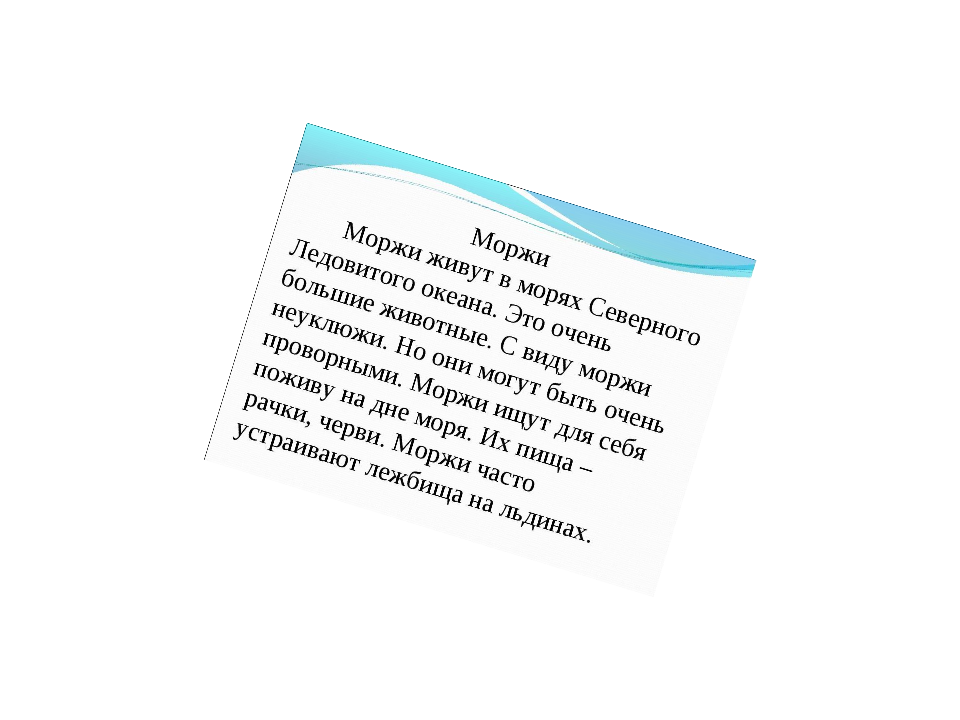 Моржи
Моржи живут в морях Северного
Ледовитого океана. Это очень
большие животные. С виду моржи
неуклюжи. Но они могут быть очень
проворными. Моржи ищут для себя
поживу на дне моря. Их пища –
рачки, черви. Моржи часто
устраивают лежбища на льдинах.